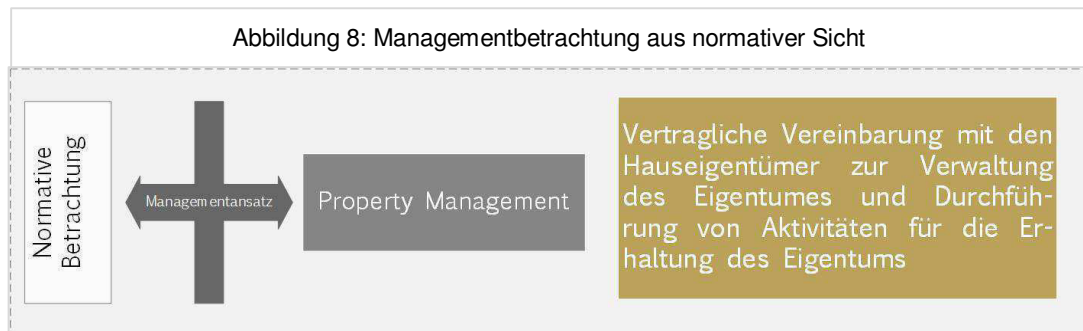 Abbildung 8: Managementbetrachtung aus normativer Sicht
Normative
Betrachtung
Managementansatz
Property Management
Vertragliche Vereinbarung mit den
Hauseigentümer zur Verwaltung
des Eigentumes und Durchfüh-
rung von Aktivitäten für die Er-
haltung des Eigentums